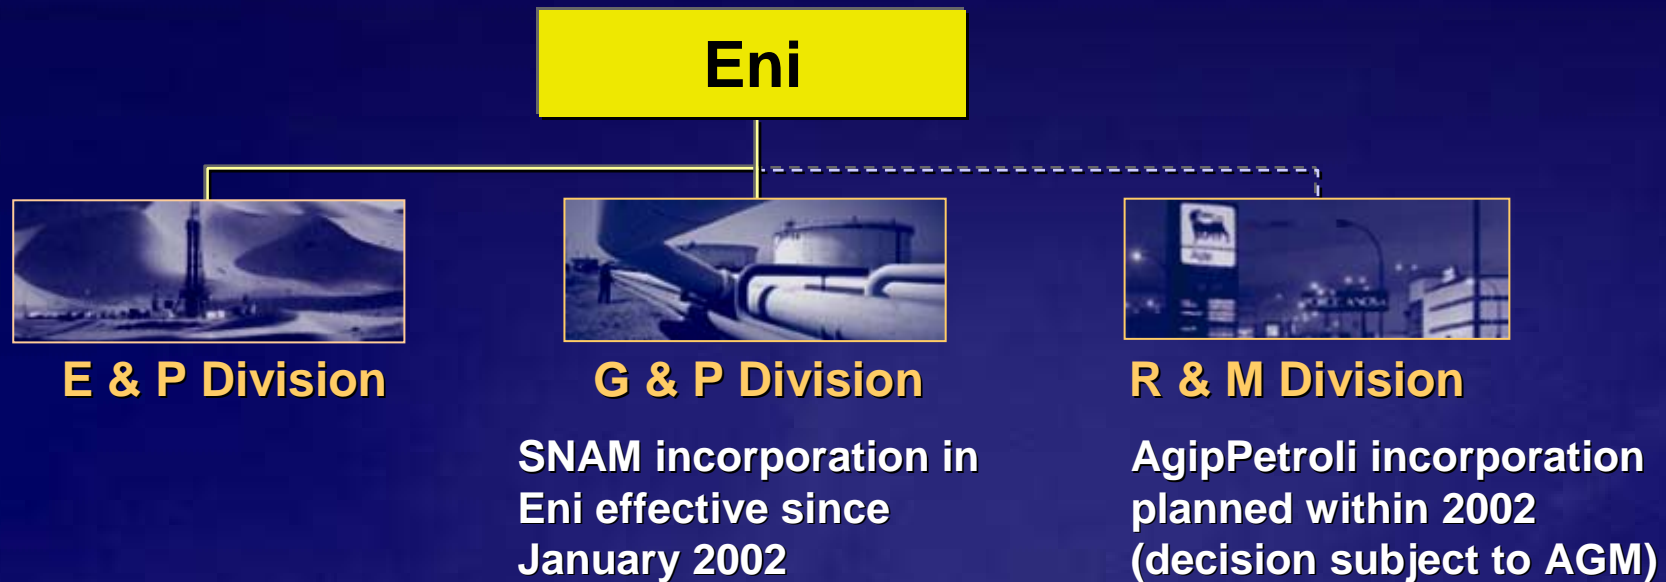 Eni
Agip
E & P Division
G & P Division
R & M Division
SNAM incorporation in
Eni effective since
January 2002
AgipPetroli incorporation
planned within 2002
(decision subject to AGM)